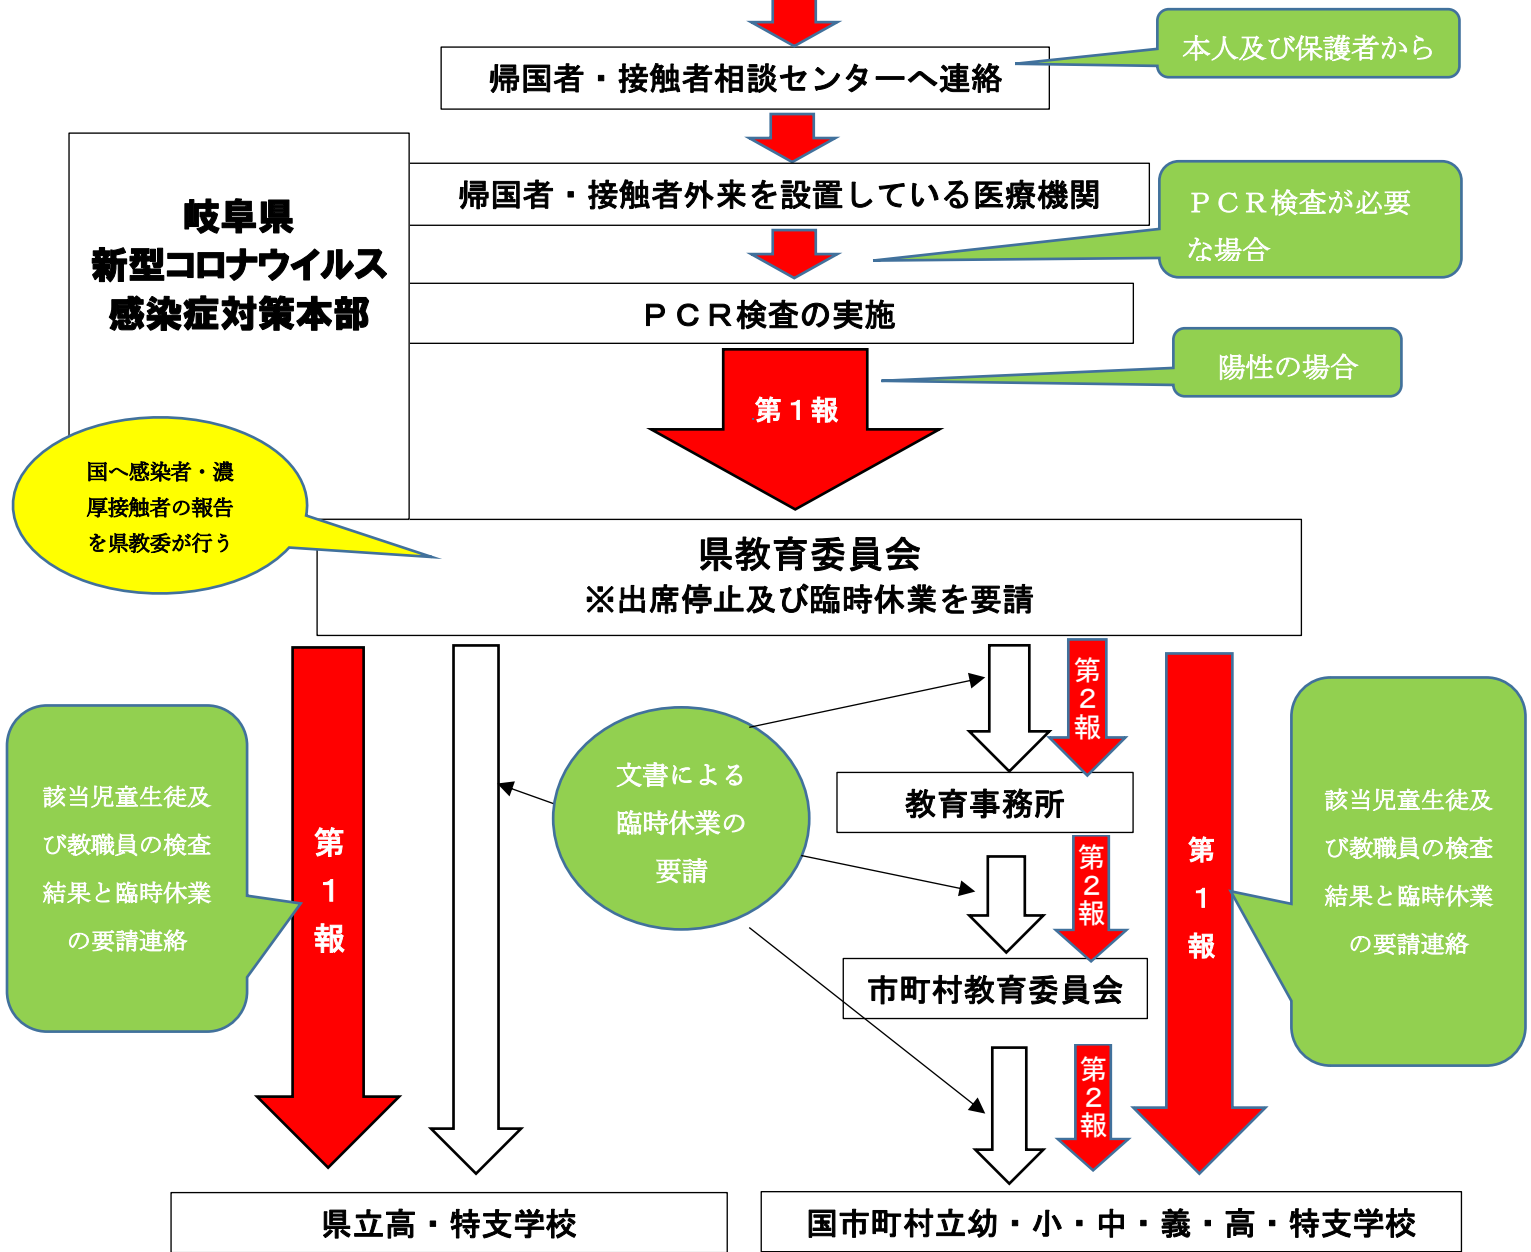 本人及び保護者から
帰国者・接触者相談センターへ連絡
岐阜県
新型コロナウイルス
感染症対策本部
帰国者・接触者外来を設置している医療機関
ＰＣＲ検査が必要
な場合
ＰＣＲ検査の実施
陽性の場合
第１報
国へ感染者・濃
厚接触者の報告
を県教委が行う
県教育委員会
※出席停止及び臨時休業を要請
第２報
文書による
臨時休業の
要請
教育事務所
該当児童生徒及
び教職員の検査
結果と臨時休業
の要請連絡
第１報
第２報
第１報
該当児童生徒及
び教職員の検査
結果と臨時休業
の要請連絡
市町村教育委員会
第２報
県立高・特支学校
国市町村立幼・小・中・義・高・特支学校